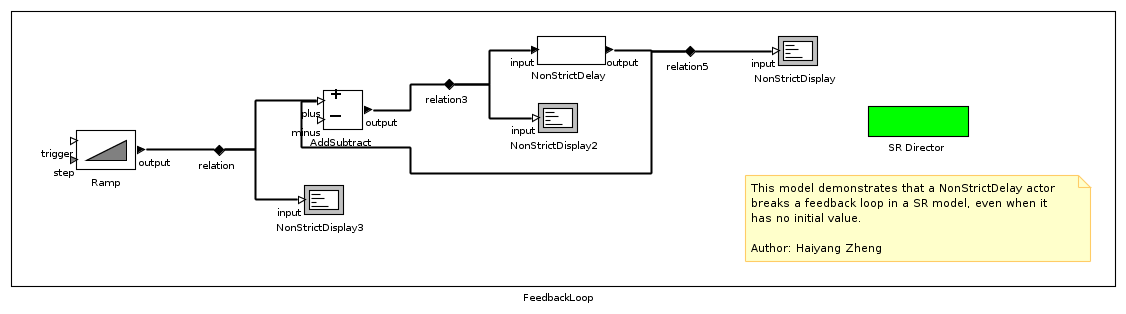 input
NonStrictDelay
output
relation5
input
NonStrictDisplay
plus
+
−
minus
AddSubtract
output
relation3
input
NonStrictDisplay2
SR Director
trigger
step
Ramp
output
relation
input
NonStrictDisplay3
This model demonstrates that a NonStrictDelay actor
breaks a feedback loop in a SR model, even when it
has no initial value.
Author: Haiyang Zheng
FeedbackLoop